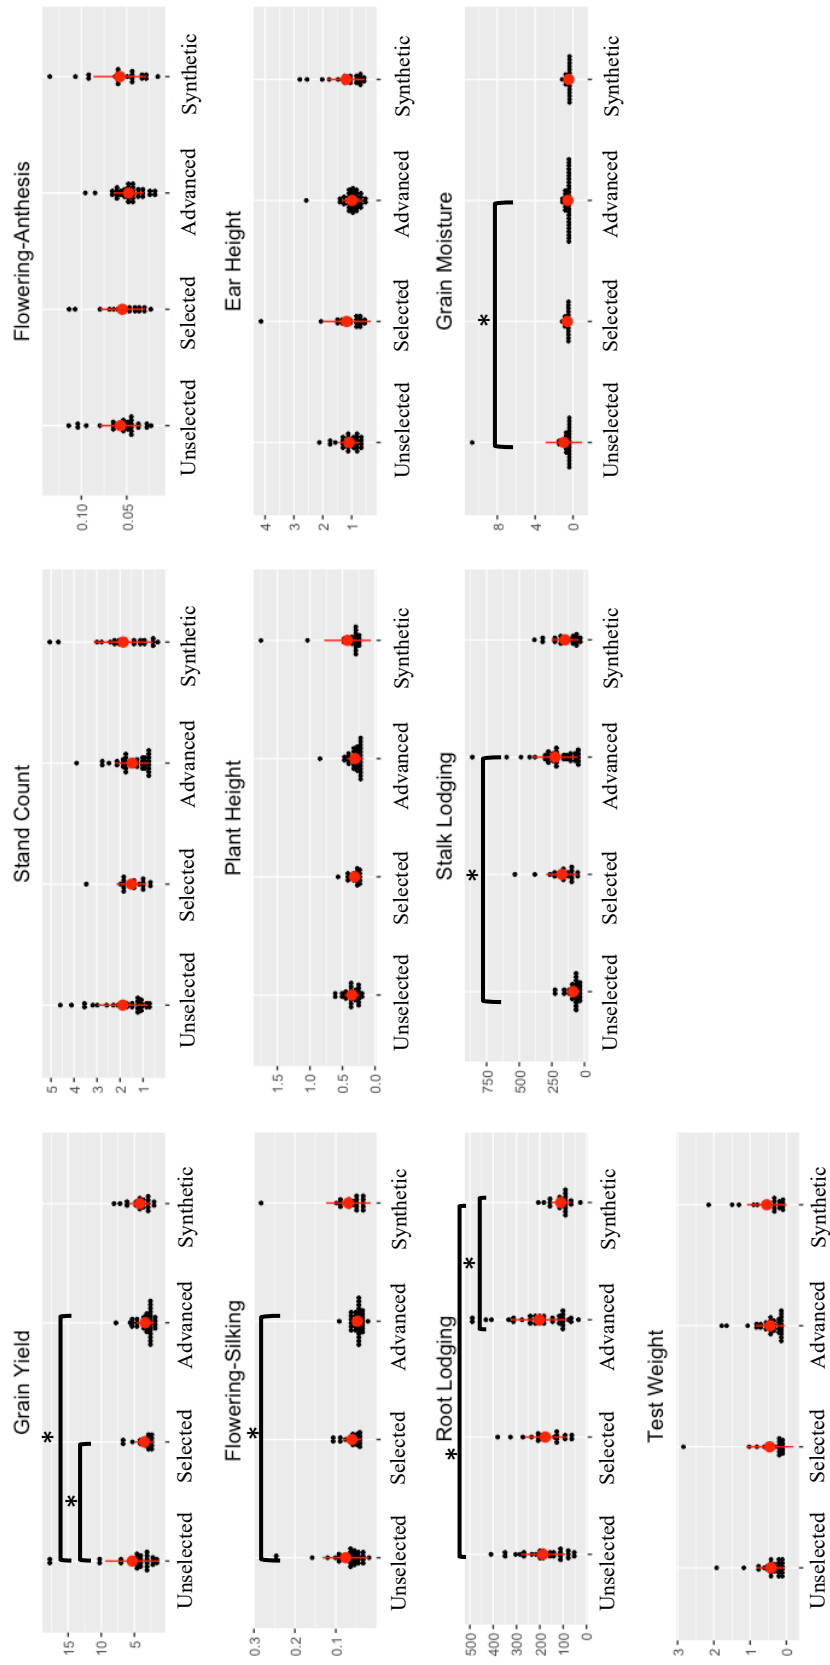 Grain Yield
*
*
15
10
5
Unselected Selected Advanced Synthetic
Stand Count
5
4
3
2
1
Unselected Selected Advanced Synthetic
Flowering-Anthesis
0.10
0.05
Unselected Selected Advanced Synthetic
Flowering-Silking
*
0.3
0.2
0.1
Unselected Selected Advanced Synthetic
Plant Height
1.5
1.0
0.5
0.0
Unselected Selected Advanced Synthetic
Ear Height
4
3
2
1
Unselected Selected Advanced Synthetic
Root Lodging
*
*
500
400
300
200
100
0
Unselected Selected Advanced Synthetic
Stalk Lodging
*
750
500
250
0
Unselected Selected Advanced Synthetic
Grain Moisture
*
8
4
0
Unselected Selected Advanced Synthetic
Test Weight
3
2
1
0
Unselected Selected Advanced Synthetic